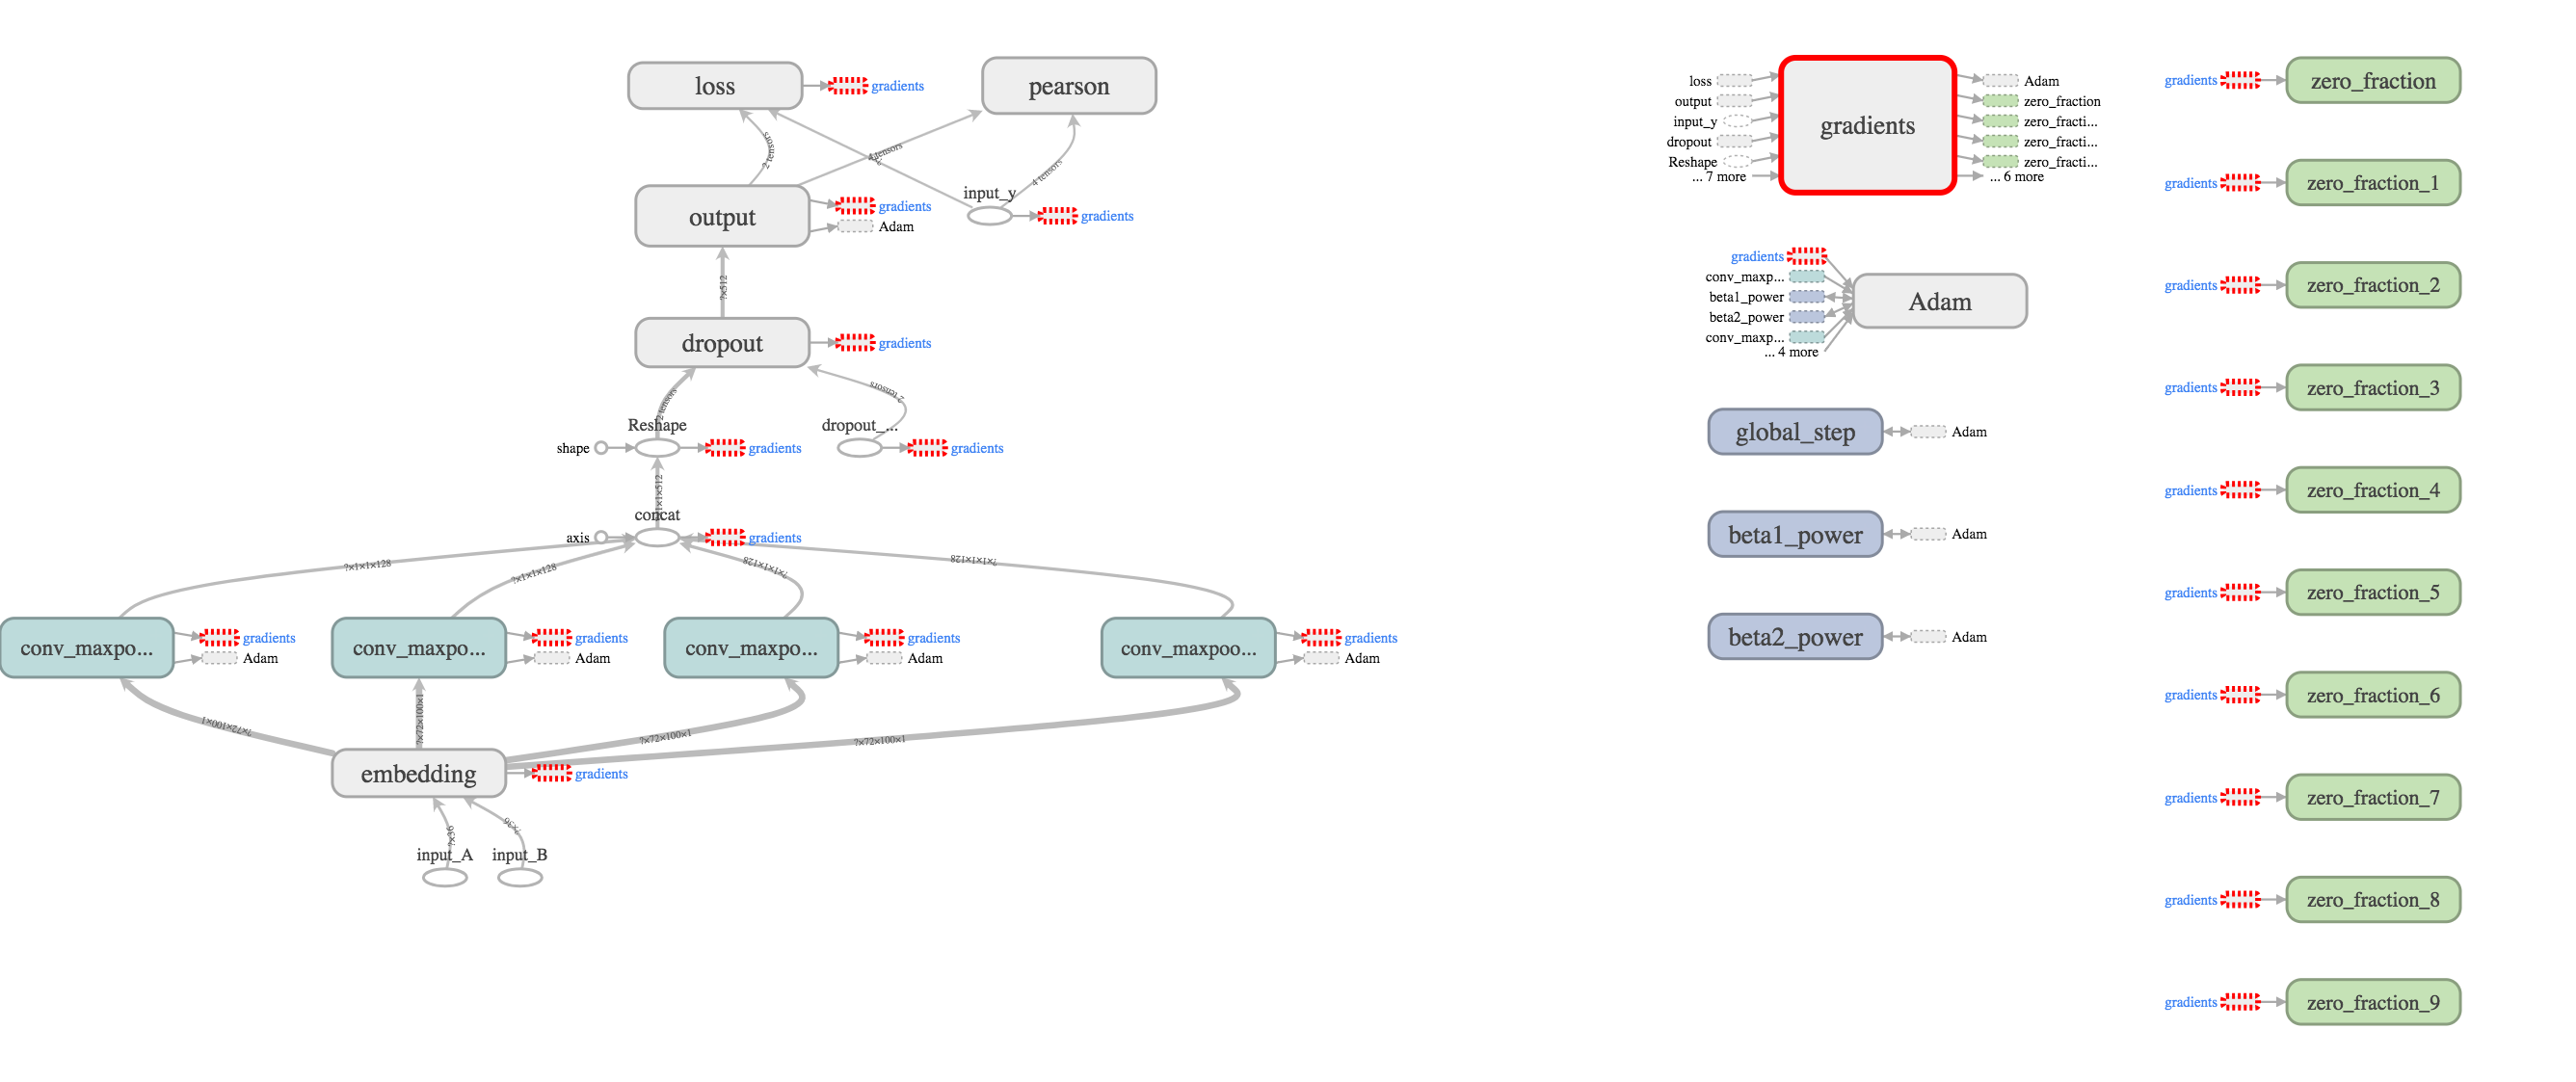 loss
gradients
pearson
2 tensors
4 tensors
4 tensors
output
gradients
Adam
input_y
gradients
?×512
dropout
gradients
2 tensors
2 tensors
Reshape
shape
gradients
dropout_...
gradients
?×1×1×512
concat
axis
gradients
?×1×1×128
?×1×1×128
?×1×1×128
?×1×1×128
conv_maxpo...
gradients
Adam
conv_maxpo...
gradients
Adam
conv_maxpo...
gradients
Adam
conv_maxpoo...
gradients
Adam
?×72×100×1
?×72×100×1
?×72×100×1
?×72×100×1
embedding
gradients
?×36
?×36
input_A
input_B
loss
output
input_y
dropout
Reshape
... 7 more
gradients
Adam
zero_fraction
zero_fracti...
zero_fracti...
zero_fracti...
... 6 more
gradients
conv_maxp...
beta1_power
beta2_power
conv_maxp...
... 4 more
Adam
global_step
Adam
beta1_power
Adam
beta2_power
Adam
gradients
zero_fraction
gradients
zero_fraction_1
gradients
zero_fraction_2
gradients
zero_fraction_3
gradients
zero_fraction_4
gradients
zero_fraction_5
gradients
zero_fraction_6
gradients
zero_fraction_7
gradients
zero_fraction_8
gradients
zero_fraction_9